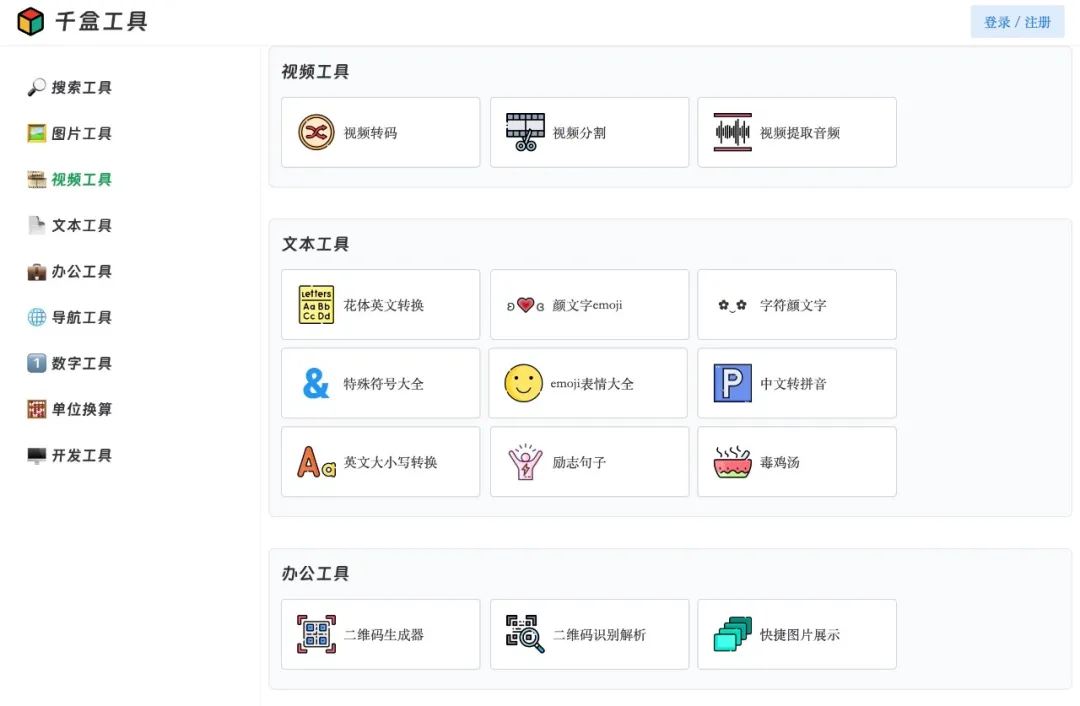 千盒工具
登录 / 注册
搜索工具
图片工具
视频工具
文本工具
办公工具
导航工具
1
数字工具
单位换算
开发工具
视频工具
视频转码
视频分割
视频提取音频
文本工具
Letters
Aa Bb
Cc Dd
花体英文转换
ʚ❤ɞ
颜文字emoji
✿‿✿
字符颜文字
&
特殊符号大全
emoji表情大全
P
中文转拼音
Aa
英文大小写转换
励志句子
毒鸡汤
办公工具
二维码生成器
二维码识别解析
快捷图片展示